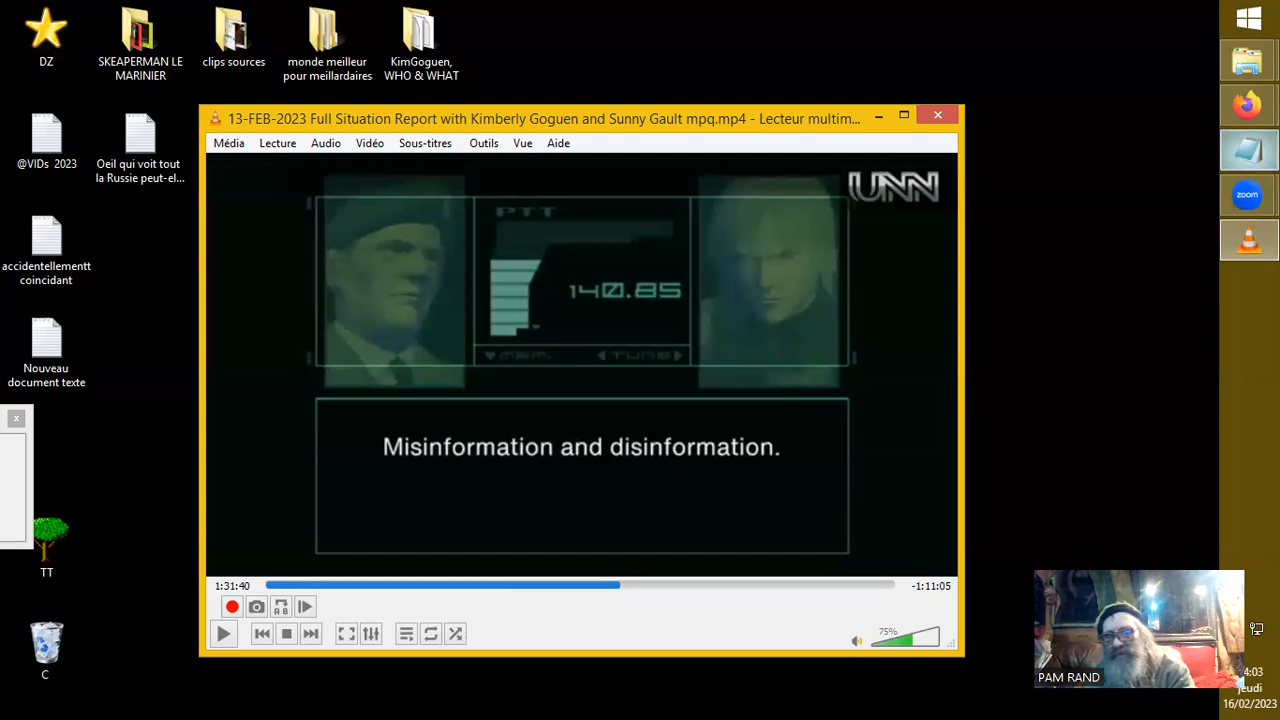 DZ
SKEAPERMAN LE
MARINIER
clips sources
monde meilleur
pour meillardaires
KimGoguen,
WHO & WHAT
@VIDs 2023
Oeil qui voit tout
la Russie peut-el...
accidentellementt
coincidant
Nouveau
document texte
x
TT
C
13-FEB-2023 Full Situation Report with Kimberly Goguen and Sunny Gault mpq.mp4 - Lecteur multim...
Média Lecture Audio Vidéo Sous-titres Outils Vue Aide
UNN
PTT
140.85
MEM. TUNE
Misinformation and disinformation.
1:31:40
-1:11:05
AB
75%
zoom
PAM RAND
4:03
jeudi
16/02/2023